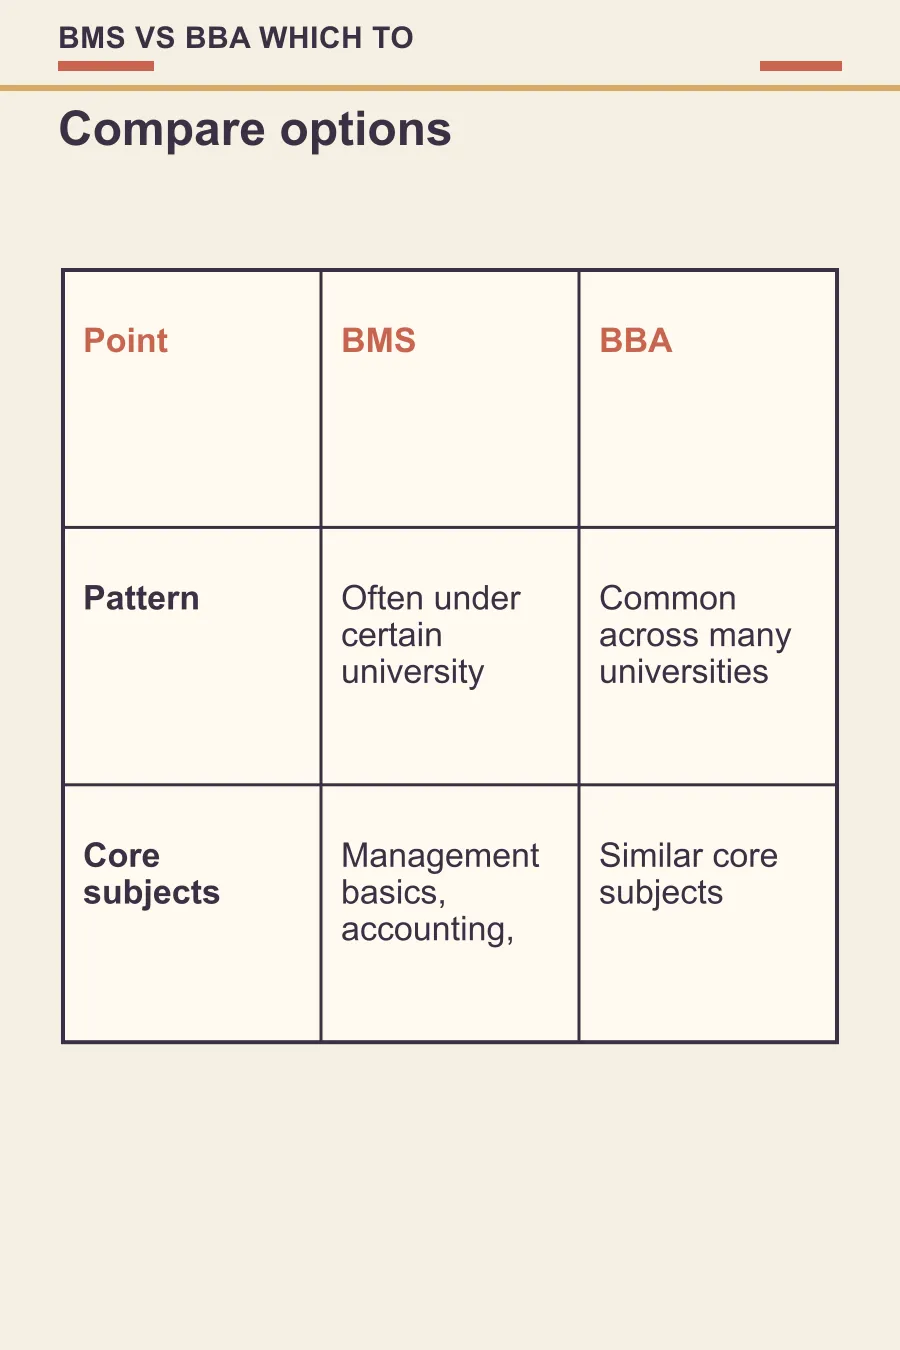 BMS VS BBA WHICH TO
Compare options
Point
BMS
BBA
Pattern
Often under
certain
university
Common
across many
universities
Core
subjects
Management
basics,
accounting,
Similar core
subjects